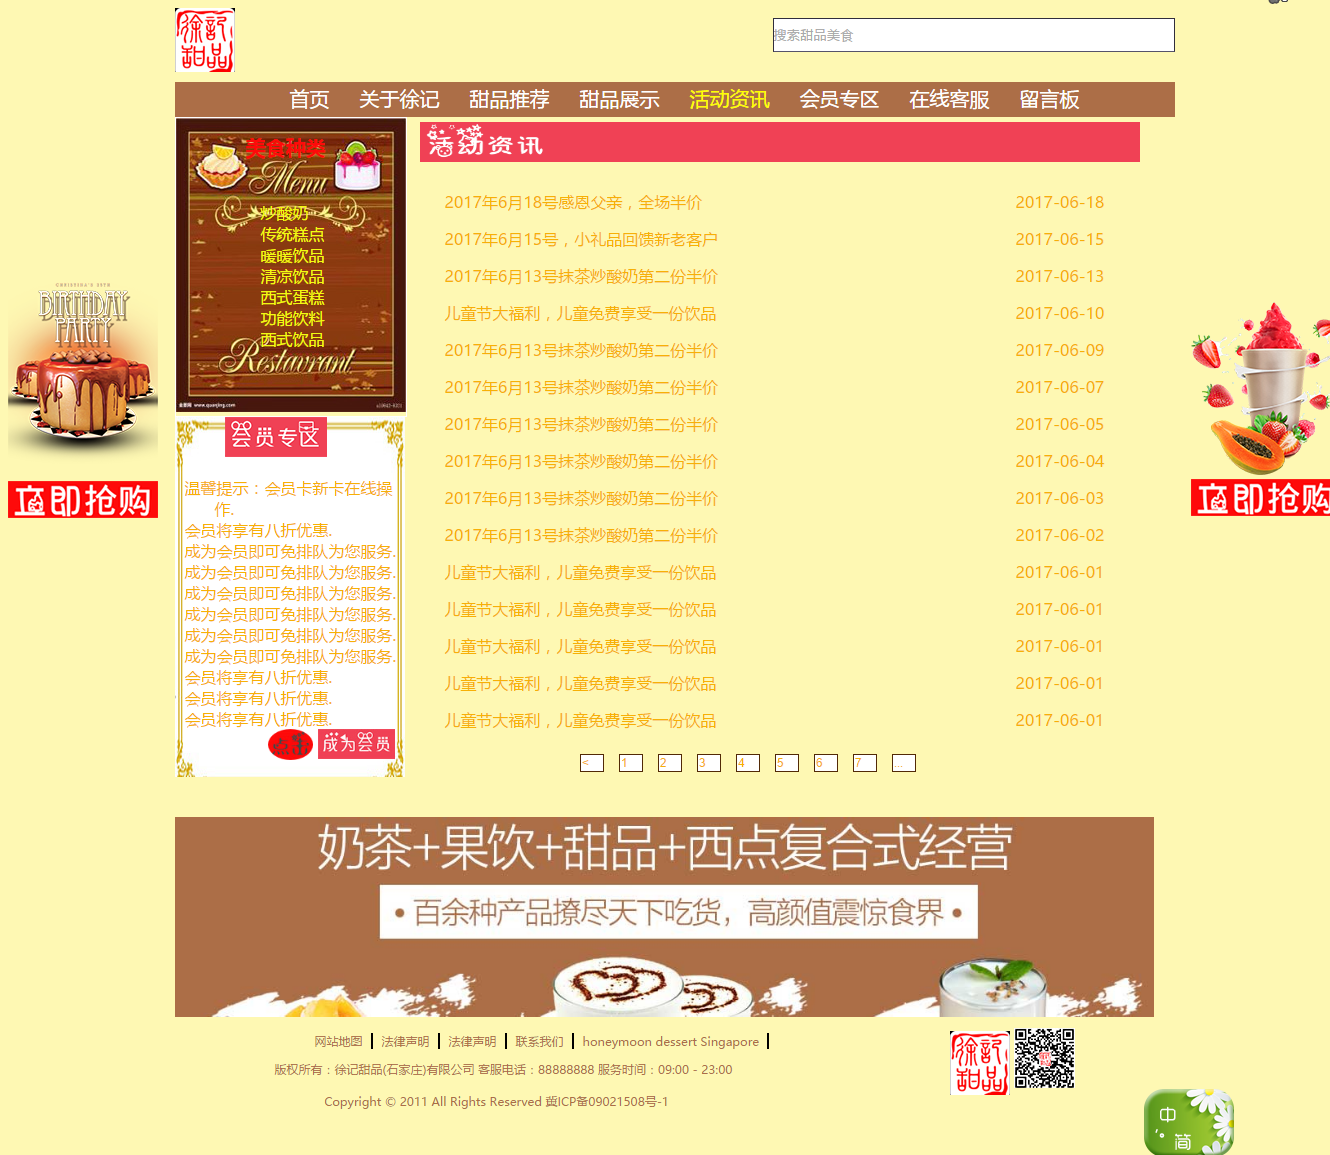 徐記
甜品
搜索甜品美食
首页 关于徐记 甜品推荐 甜品展示 活动资讯 会员专区 在线客服 留言板
美食种类
Menu
炒酸奶
传统糕点
暖暖饮品
清凉饮品
西式蛋糕
功能饮料
西式饮品
Restavrant
全景网 www.quanjing.com
活动资讯
2017年6月18号感恩父亲，全场半价 2017-06-18
2017年6月15号，小礼品回馈新老客户 2017-06-15
2017年6月13号抹茶炒酸奶第二份半价 2017-06-13
儿童节大福利，儿童免费享受一份饮品 2017-06-10
2017年6月13号抹茶炒酸奶第二份半价 2017-06-09
2017年6月13号抹茶炒酸奶第二份半价 2017-06-07
2017年6月13号抹茶炒酸奶第二份半价 2017-06-05
2017年6月13号抹茶炒酸奶第二份半价 2017-06-04
2017年6月13号抹茶炒酸奶第二份半价 2017-06-03
2017年6月13号抹茶炒酸奶第二份半价 2017-06-02
儿童节大福利，儿童免费享受一份饮品 2017-06-01
儿童节大福利，儿童免费享受一份饮品 2017-06-01
儿童节大福利，儿童免费享受一份饮品 2017-06-01
儿童节大福利，儿童免费享受一份饮品 2017-06-01
儿童节大福利，儿童免费享受一份饮品 2017-06-01
< 1 2 3 4 5 6 7 ...
BIRTHDAY
PARTY
立即抢购
立即抢购
会员专区
温馨提示：会员卡新卡在线操
作.
会员将享有八折优惠.
成为会员即可免排队为您服务.
成为会员即可免排队为您服务.
成为会员即可免排队为您服务.
成为会员即可免排队为您服务.
成为会员即可免排队为您服务.
成为会员即可免排队为您服务.
会员将享有八折优惠.
会员将享有八折优惠.
会员将享有八折优惠.
点击 成为会员
奶茶+果饮+甜品+西点复合式经营
•百余种产品撩尽天下吃货，高颜值震惊食界•
网站地图 法律声明 法律声明 联系我们 honeymoon dessert Singapore
版权所有：徐记甜品(石家庄)有限公司 客服电话：88888888 服务时间：09:00 - 23:00
Copyright © 2011 All Rights Reserved 冀ICP备09021508号-1
徐記
甜品
中
简